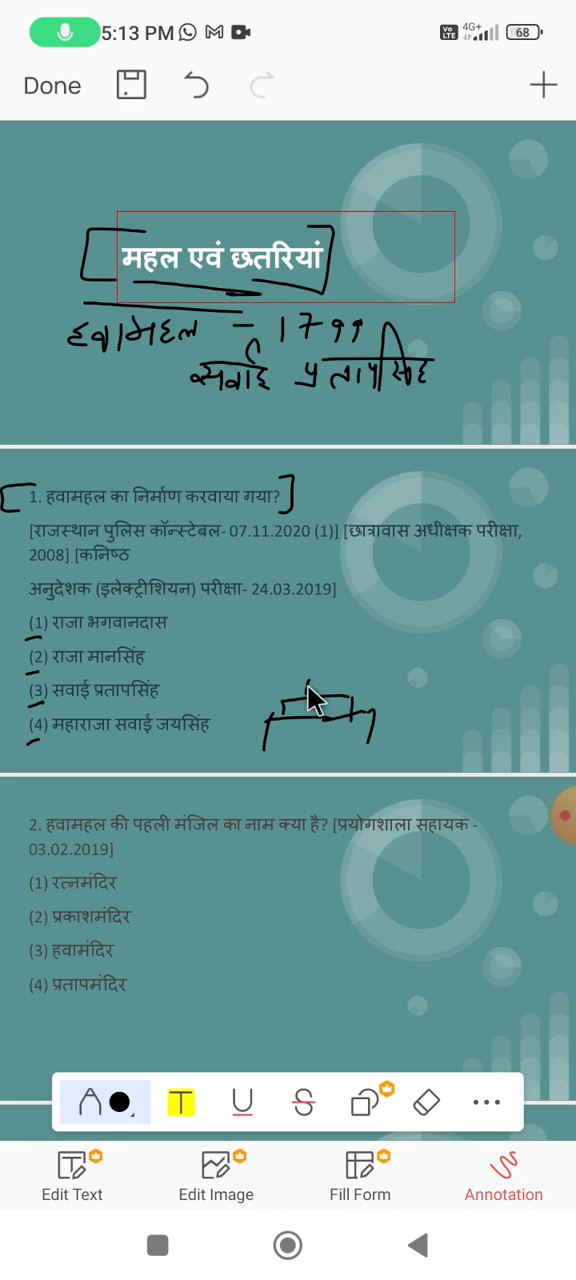 5:13 PM
4G+
Vo LTE
68
Done
महल एवं छतरियां
हवामहल - 1799
सवाई प्रतापसिंह
1. हवामहल का निर्माण करवाया गया?
[राजस्थान पुलिस कॉन्स्टेबल- 07.11.2020 (1)] [छात्रावास अधीक्षक परीक्षा,
2008] [कनिष्ठ
अनुदेशक (इलेक्ट्रीशियन) परीक्षा- 24.03.2019]
(1) राजा भगवानदास
(2) राजा मानसिंह
(3) सवाई प्रतापसिंह
(4) महाराजा सवाई जयसिंह
2. हवामहल की पहली मंजिल का नाम क्या है? [प्रयोगशाला सहायक -
03.02.2019]
(1) रत्नमंदिर
(2) प्रकाशमंदिर
(3) हवामंदिर
(4) प्रतापमंदिर
T U S
Edit Text Edit Image Fill Form Annotation